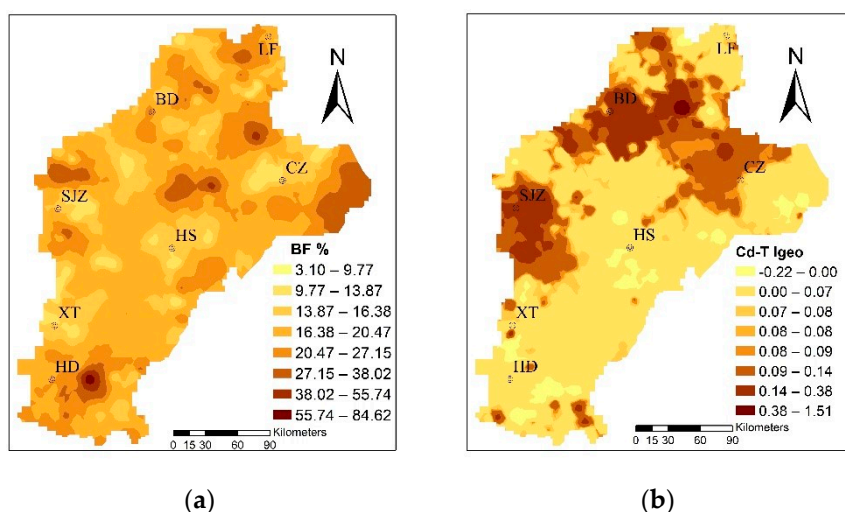 LF
N
BD
CZ
SJZ
HS
XT
HD
BF %
3.10 – 9.77
9.77 – 13.87
13.87 – 16.38
16.38 – 20.47
20.47 – 27.15
27.15 – 38.02
38.02 – 55.74
55.74 – 84.62
Kilometers
0 15 30 60 90
(a)
LF
N
BD
CZ
SJZ
HS
XT
HD
Cd-T Igeo
-0.22 – 0.00
0.00 – 0.07
0.07 – 0.08
0.08 – 0.08
0.08 – 0.09
0.09 – 0.14
0.14 – 0.38
0.38 – 1.51
Kilometers
0 15 30 60 90
(b)